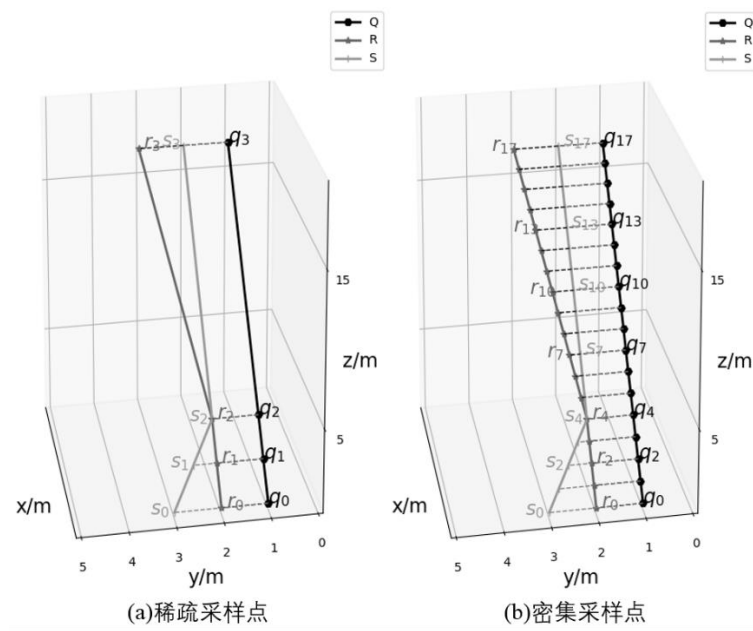 Q
R
S
Q
R
S
r3 s3 q3
s2 r2 q2
s1 r1 q1
s0 r0 q0
15
5
z/m
x/m
5 4 3 2 1 0
y/m
(a)稀疏采样点
r17 s17 q17
r13 s13 q13
r10 s10 q10
r7 s7 q7
s4 r4 q4
s2 r2 q2
s0 r0 q0
15
5
z/m
x/m
5 4 3 2 1 0
y/m
(b)密集采样点